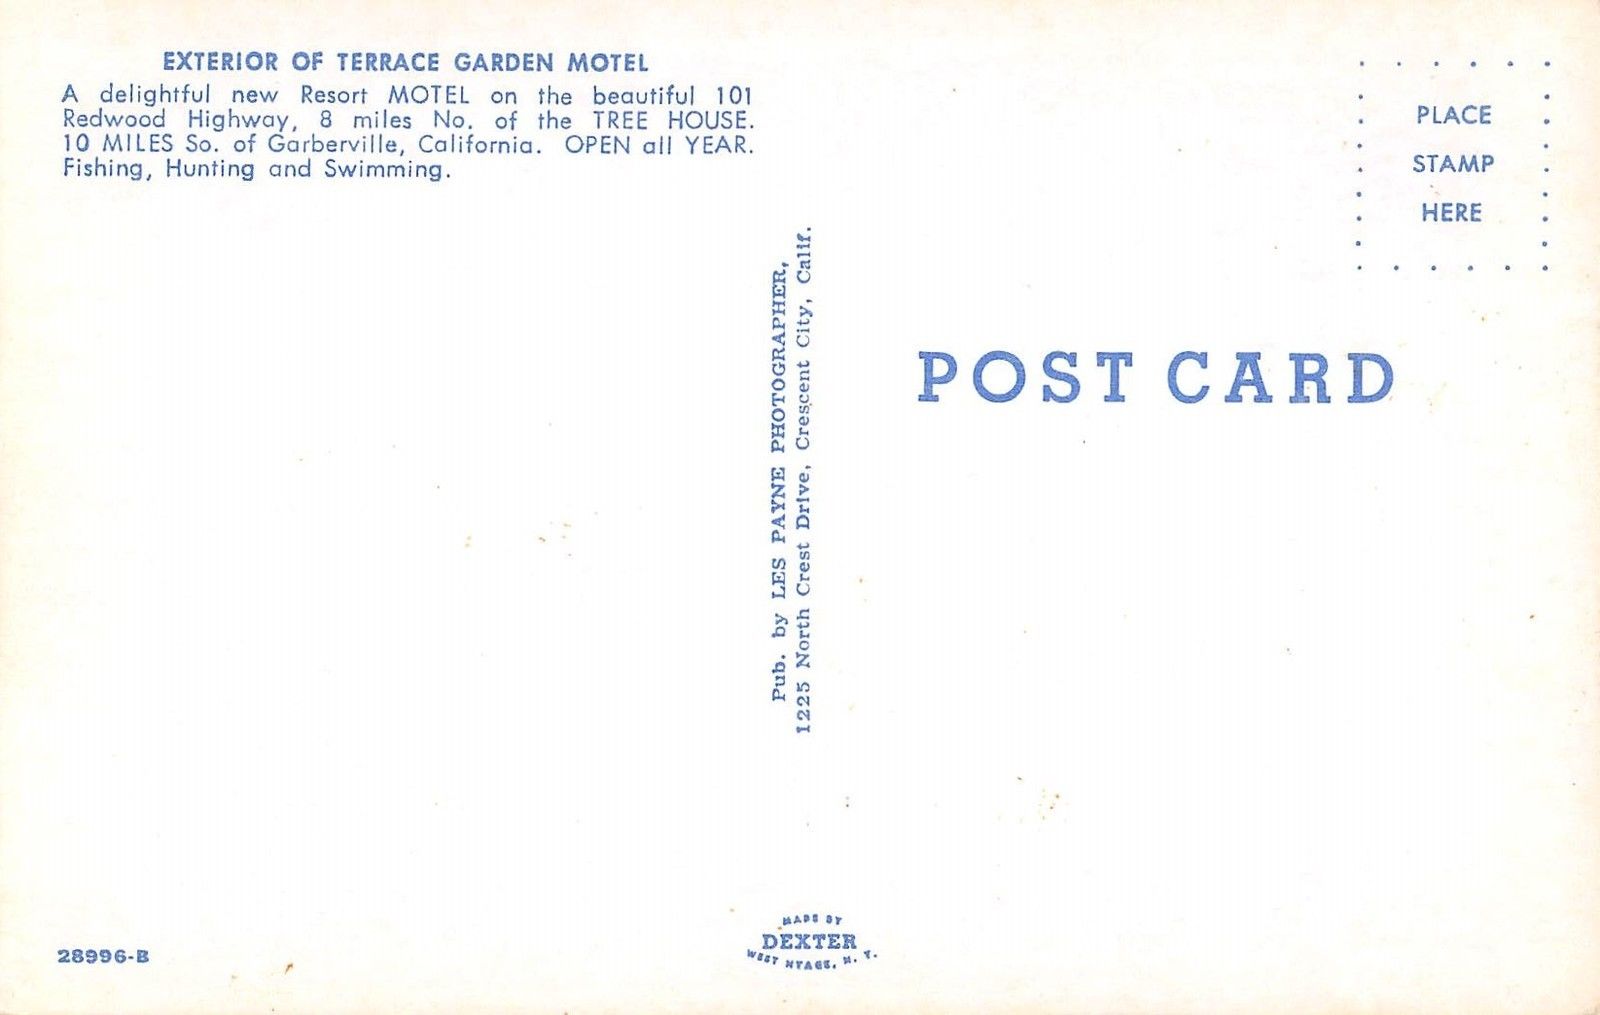 EXTERIOR OF TERRACE GARDEN MOTEL
A delightful new Resort MOTEL on the beautiful 101
Redwood Highway, 8 miles No. of the TREE HOUSE.
10 MILES So. of Garberville, California. OPEN all YEAR.
Fishing, Hunting and Swimming.
PLACE
STAMP
HERE
Pub. by LES PAYNE PHOTOGRAPHER,
1225 North Crest Drive, Crescent City, Calif.
POST CARD
28996-B
MADE BY
DEXTER
WEST NYACK, N. Y.